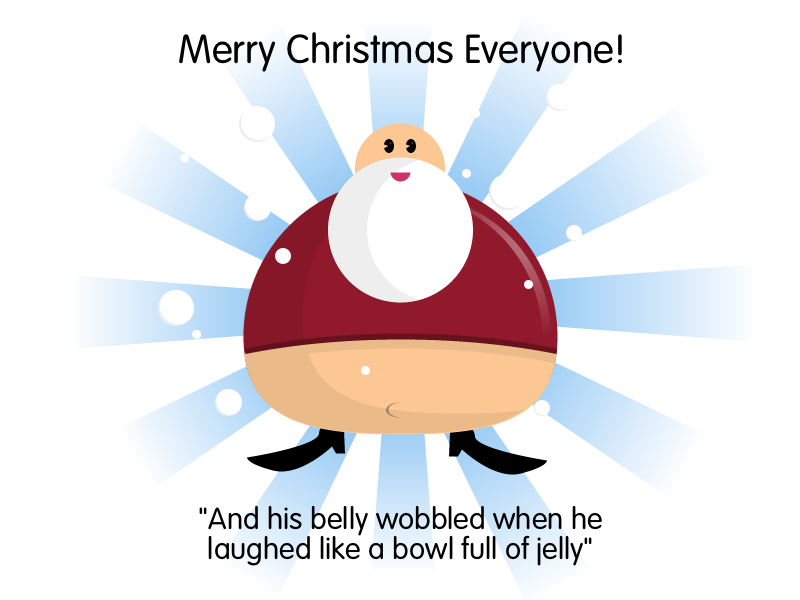 Merry Christmas Everyone!
"And his belly wobbled when he
laughed like a bowl full of jelly"